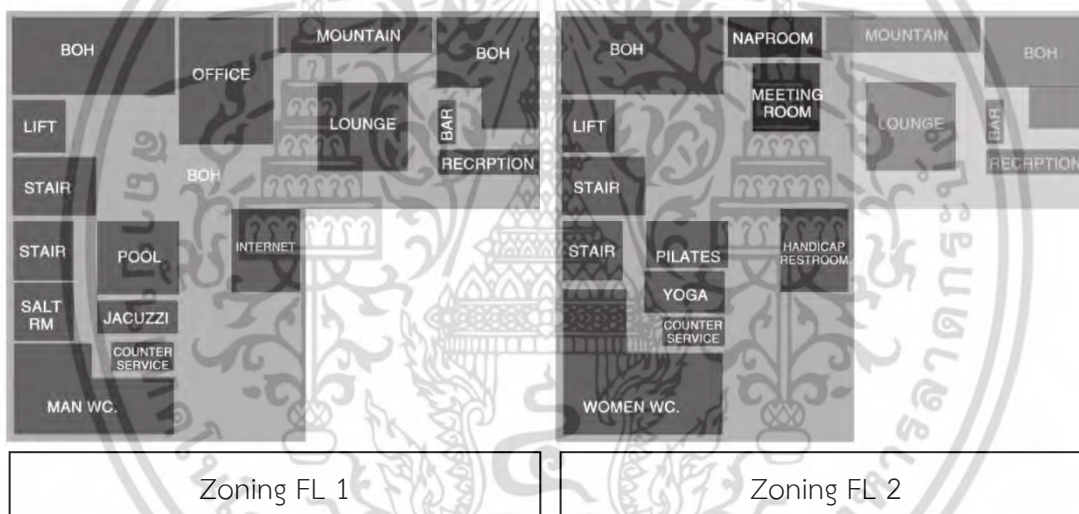 BOH
OFFICE
MOUNTAIN
BOH
LIFT
LOUNGE
BAR
RECRPTION
STAIR
BOH
STAIR
POOL
INTERNET
SALT
RM
JACUZZI
COUNTER
SERVICE
MAN WC.
Zoning FL 1
BOH
NAPROOM
MOUNTAIN
BOH
MEETING
ROOM
LIFT
LOUNGE
BAR
RECRPTION
STAIR
STAIR
PILATES
HANDICAP
RESTROOM
YOGA
COUNTER
SERVICE
WOMEN WC.
Zoning FL 2